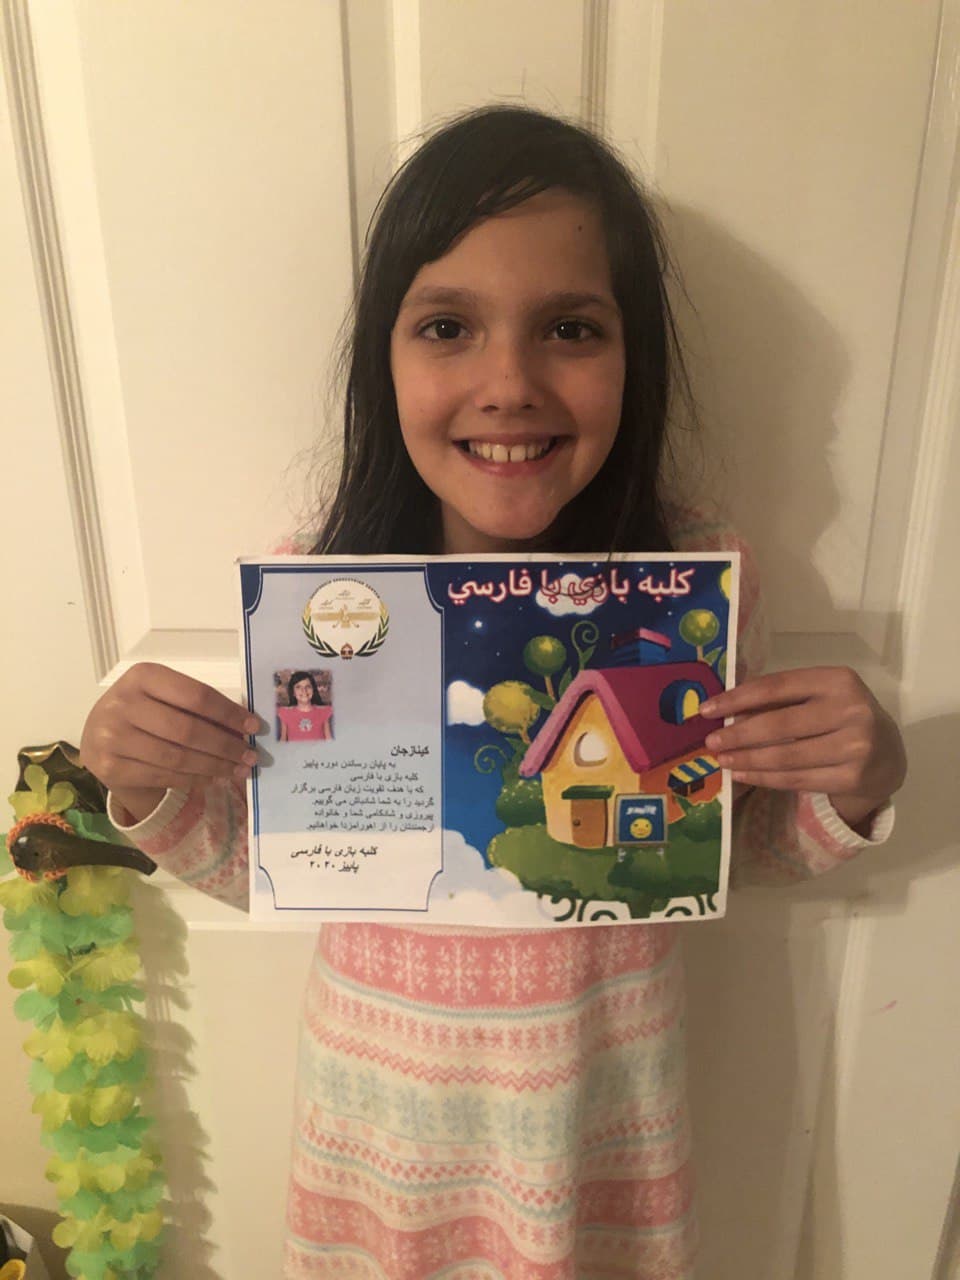 کلبه بازي با فارسي
کیناز جان
به پایان رساندن دوره پاییز
کلبه بازی با فارسی
که با هدف تقویت زبان فارسی برگزار
گردید را به شما شادباش می گوییم.
پیروزی و شادکامی شما و خانواده
ارجمندتان را از اهورامزدا خواهانیم.
کلبه بازی با فارسی
پاییز ۲۰۲۰